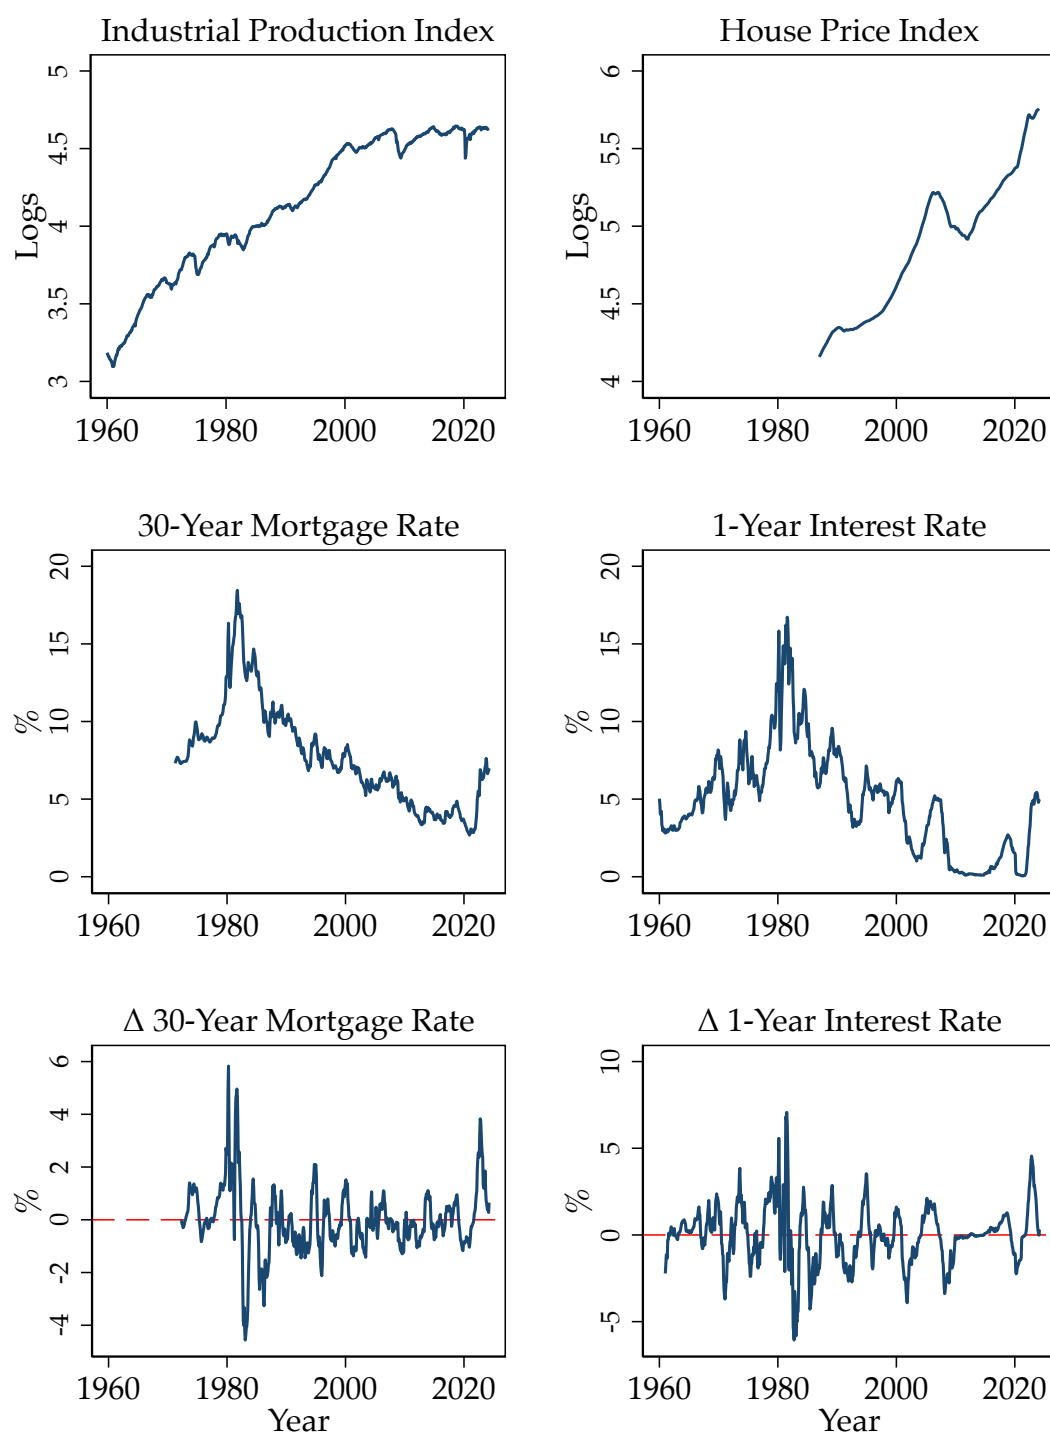 Industrial Production Index
Logs
5
4.5
4
3.5
3
1960 1980 2000 2020
House Price Index
Logs
6
5.5
5
4.5
4
1960 1980 2000 2020
30-Year Mortgage Rate
%
20
15
10
5
0
1960 1980 2000 2020
1-Year Interest Rate
%
20
15
10
5
0
1960 1980 2000 2020
Δ 30-Year Mortgage Rate
%
6
4
2
0
-2
-4
1960 1980 2000 2020
Year
Δ 1-Year Interest Rate
%
10
5
0
-5
1960 1980 2000 2020
Year